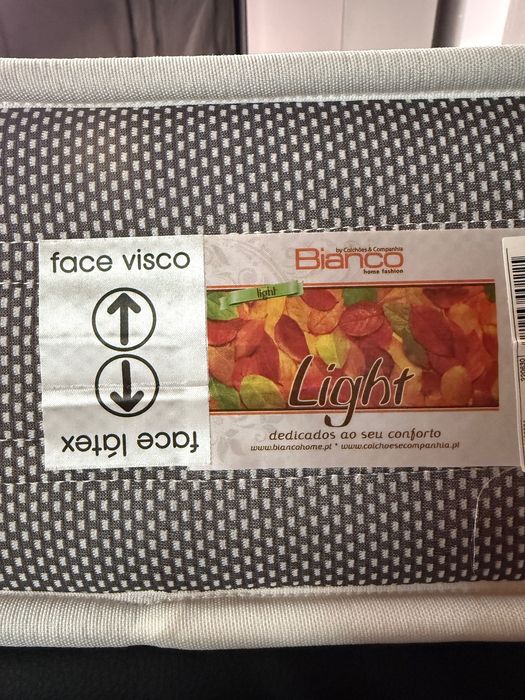 face visco
face látex
by Colchões & Companhia
Bianco
home fashion
light
Light
dedicados ao seu conforto
www.biancohome.pt * www.colchoesecompanhia.pt